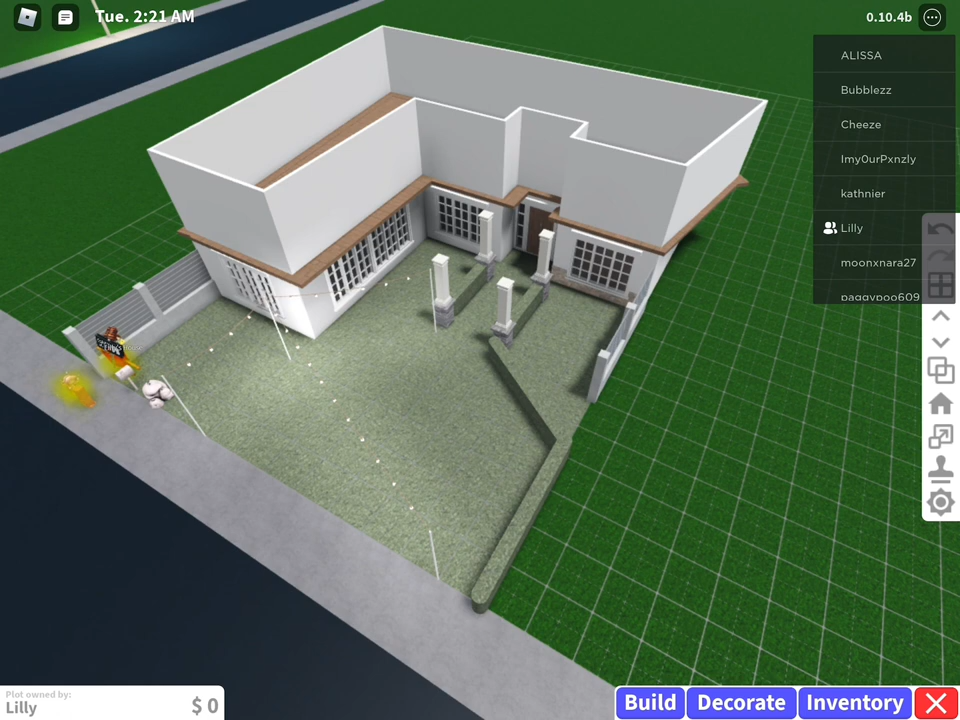 Tue. 2:21 AM
0.10.4b
ALISSA
Bubblezz
Cheeze
Imy0urPxnzly
kathnier
Lilly
moonxnara27
paggypoo609
Plot owned by:
Lilly
$ 0
Build
Decorate
Inventory